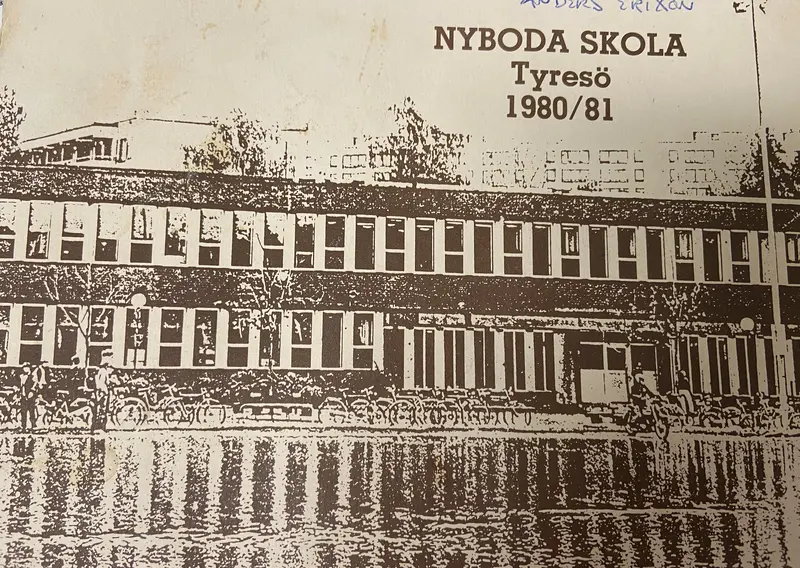 ANDERS ERIXON
NYBODA SKOLA
Tyresö
1980/81